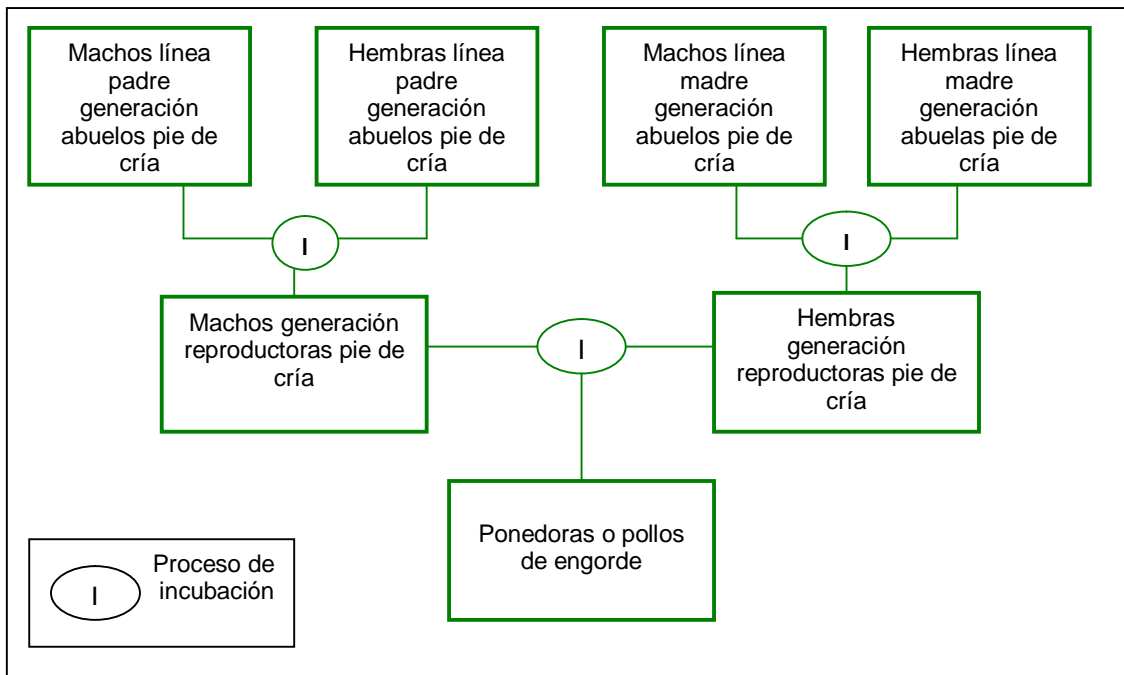 Machos línea
padre
generación
abuelos pie de
cría
Hembras línea
padre
generación
abuelos pie de
cría
Machos línea
madre
generación
abuelos pie de
cría
Hembras línea
madre
generación
abuelas pie de
cría
I
I
Machos generación
reproductoras pie de
cría
I
Hembras
generación
reproductoras pie de
cría
Ponedoras o pollos
de engorde
I
Proceso de
incubación